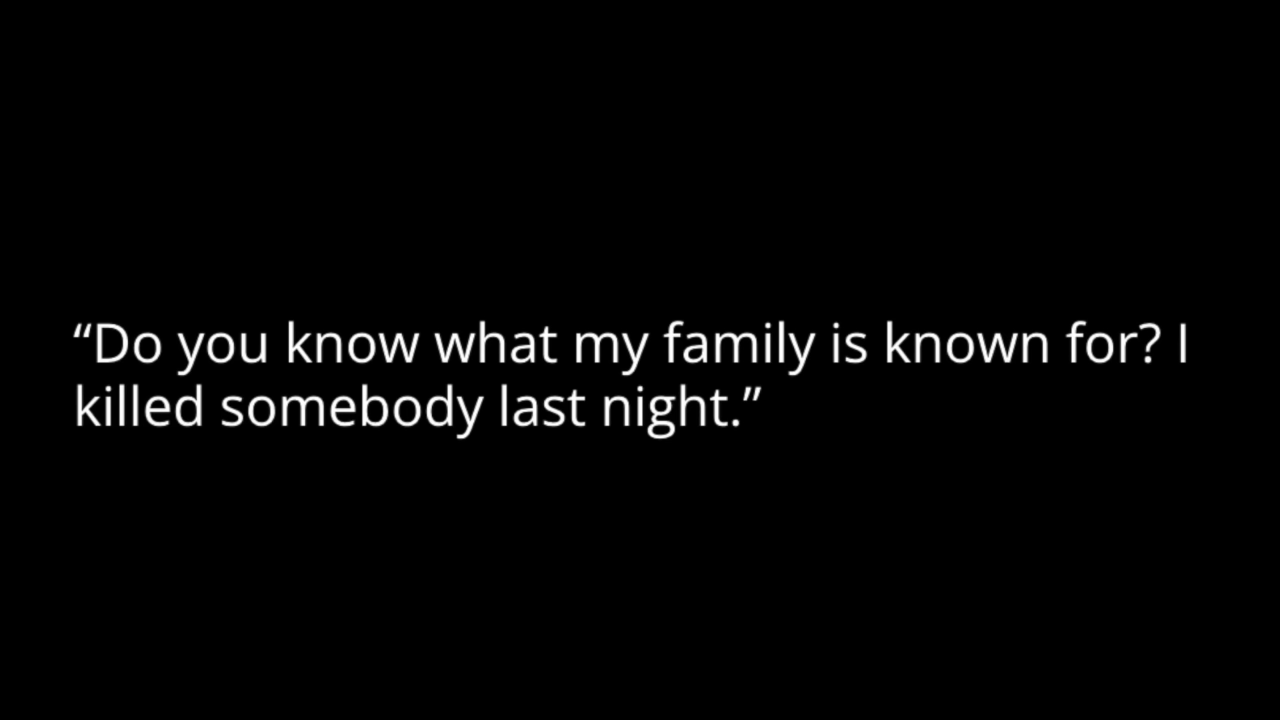 “Do you know what my family is known for? I
killed somebody last night.”